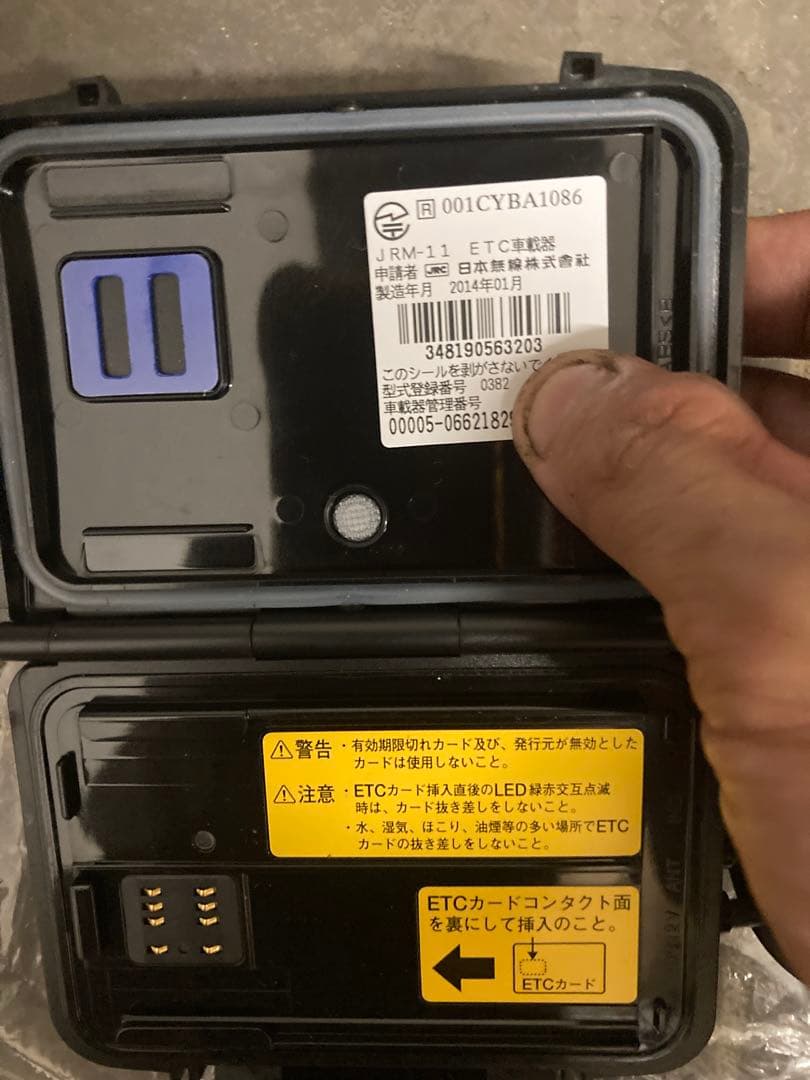 R 001CYBA1086
JRM-11 ETC車載器
申請者 JRC 日本無線株式會社
製造年月 2014年01月
348190563203
このシールを剥がさないで
型式登録番号 0382
車載器管理番号
00005-0662182
⚠警告 ・有効期限切れカード及び、発行元が無効とした
カードは使用しないこと。
⚠注意 ・ETCカード挿入直後のLED緑赤交互点滅
時は、カード抜き差しをしないこと。
・水、湿気、ほこり、油煙等の多い場所でETC
カードの抜き差しをしないこと。
ETCカードコンタクト面
を裏にして挿入のこと。
ETCカード
ANT